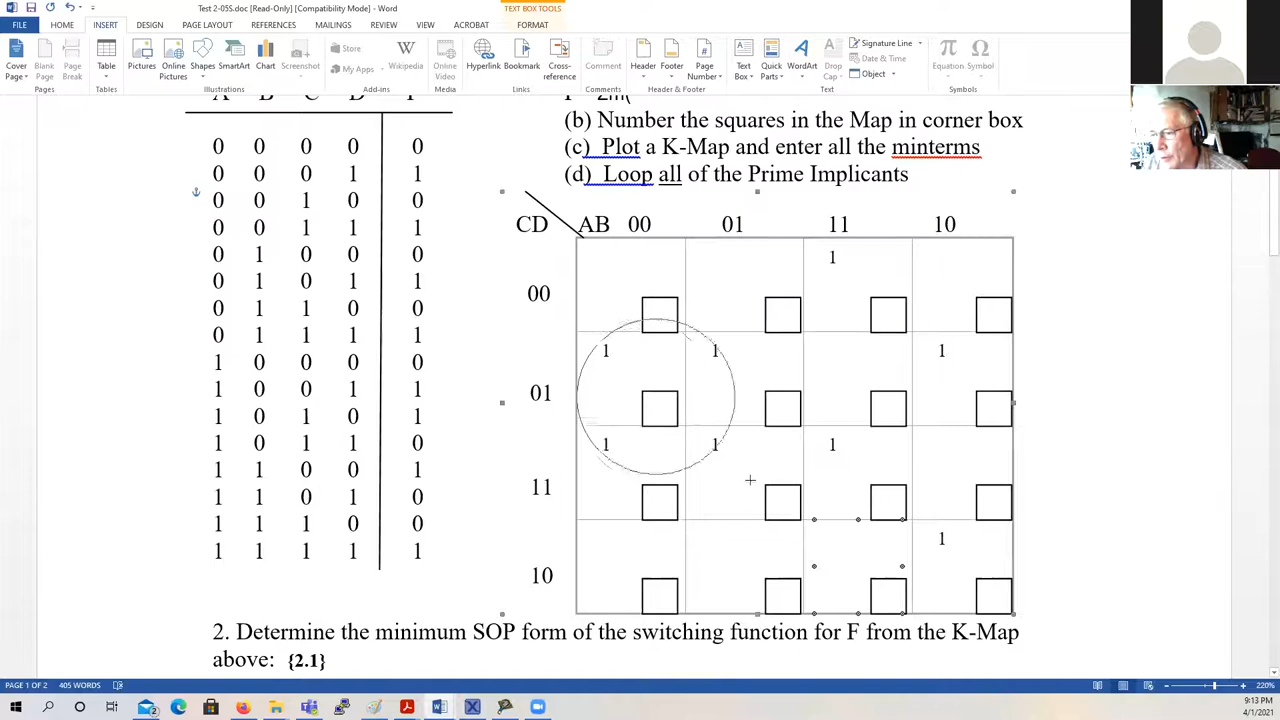 Test 2-05S.doc [Read-Only] [Compatibility Mode] - Word
TEXT BOX TOOLS
FILE HOME INSERT DESIGN PAGE LAYOUT REFERENCES MAILINGS REVIEW VIEW ACROBAT FORMAT
Cover Page Blank Page Page Break Table Pictures Online Pictures Shapes SmartArt Chart Screenshot Store My Apps Wikipedia Online Video Hyperlink Bookmark Cross-reference Comment Header Footer Page Number Text Box Quick Parts WordArt Drop Cap Signature Line Date & Time Object Equation Symbol
Pages Tables Illustrations Add-ins Media Links Comments Header & Footer Text Symbols
(b) Number the squares in the Map in corner box
(c) Plot a K-Map and enter all the minterms
(d) Loop all of the Prime Implicants
0 0 0 0 0
0 0 0 1 1
0 0 1 0 0
0 0 1 1 1
0 1 0 0 0
0 1 0 1 1
0 1 1 0 0
0 1 1 1 1
1 0 0 0 0
1 0 0 1 1
1 0 1 0 1
1 0 1 1 0
1 1 0 0 1
1 1 0 1 0
1 1 1 0 0
1 1 1 1 1
CD AB 00 01 11 10
00 1
01 1 1 1
11 1 1 1
10 1
2. Determine the minimum SOP form of the switching function for F from the K-Map
above: {2.1}
PAGE 1 OF 2 405 WORDS 220%
9:13 PM
4/1/2021